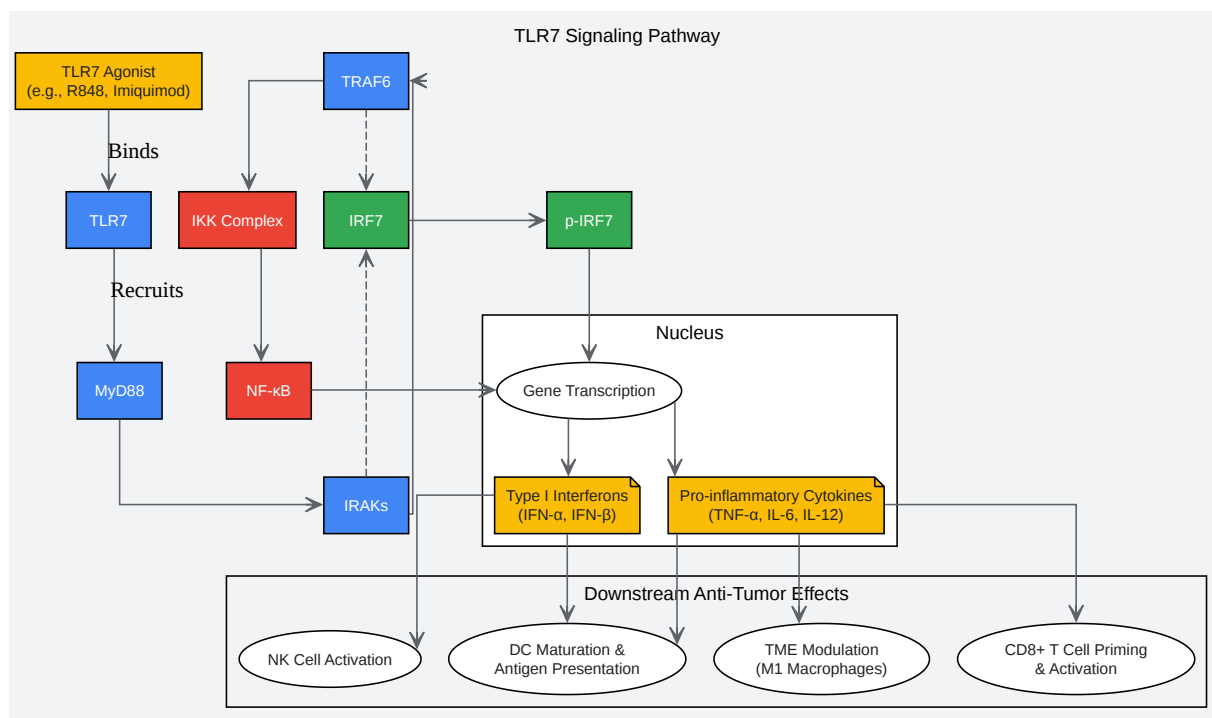 TLR7 Signaling Pathway
TLR7 Agonist
(e.g., R848, Imiquimod)
TRAF6
Binds
TLR7
IKK Complex
IRF7
p-IRF7
Recruits
Nucleus
MyD88
NF-κB
Gene Transcription
IRAKs
Type I Interferons
(IFN-α, IFN-β)
Pro-inflammatory Cytokines
(TNF-α, IL-6, IL-12)
Downstream Anti-Tumor Effects
NK Cell Activation
DC Maturation &
Antigen Presentation
TME Modulation
(M1 Macrophages)
CD8+ T Cell Priming
& Activation